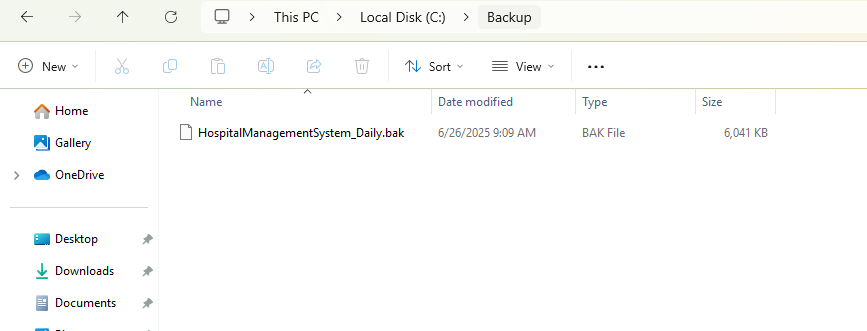 This PC > Local Disk (C:) > Backup
New Sort View ...
Name Date modified Type Size
HospitalManagementSystem_Daily.bak 6/26/2025 9:09 AM BAK File 6,041 KB
Home
Gallery
OneDrive
Desktop
Downloads
Documents